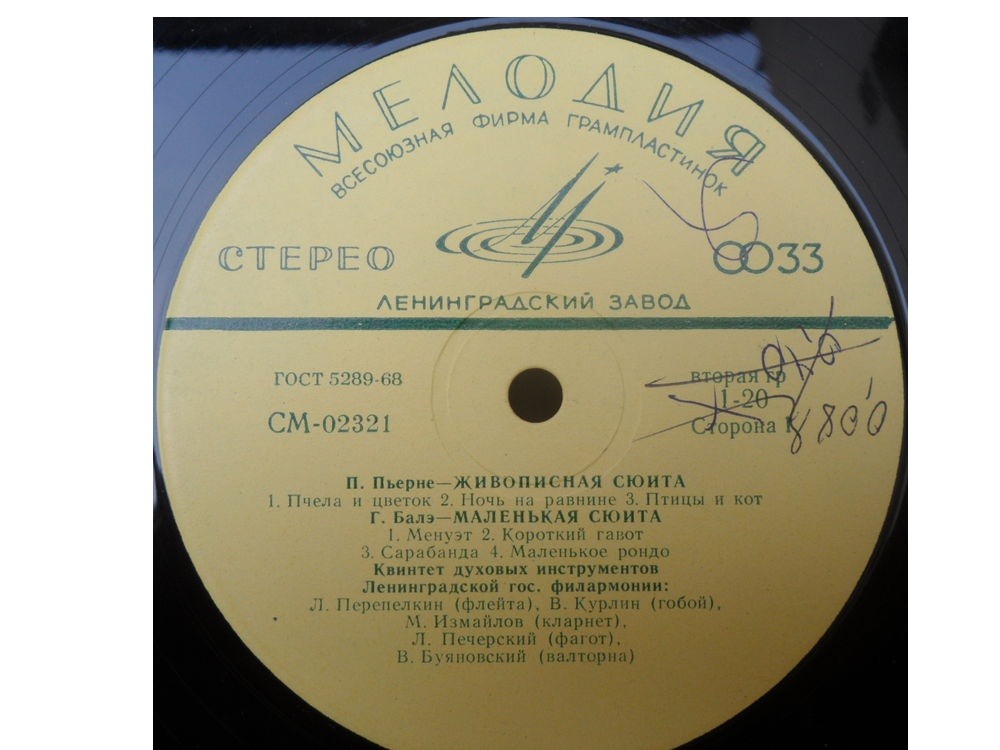 МЕЛОДИЯ
ВСЕСОЮЗНАЯ ФИРМА ГРАМПЛАСТИНОК
СТЕРЕО
33
ЛЕНИНГРАДСКИЙ ЗАВОД
ГОСТ 5289-68
вторая гр
1-20
СМ-02321
Сторона 1
8800
П. Пьерне—ЖИВОПИСНАЯ СЮИТА
1. Пчела и цветок 2. Ночь на равнине 3. Птицы и кот
Г. Балэ—МАЛЕНЬКАЯ СЮИТА
1. Менуэт 2. Короткий гавот
3. Сарабанда 4. Маленькое рондо
Квинтет духовых инструментов
Ленинградской гос. филармонии:
Л. Перепелкин (флейта), В. Курлин (гобой),
М. Измайлов (кларнет),
Л. Печерский (фагот),
В. Буяновский (валторна)